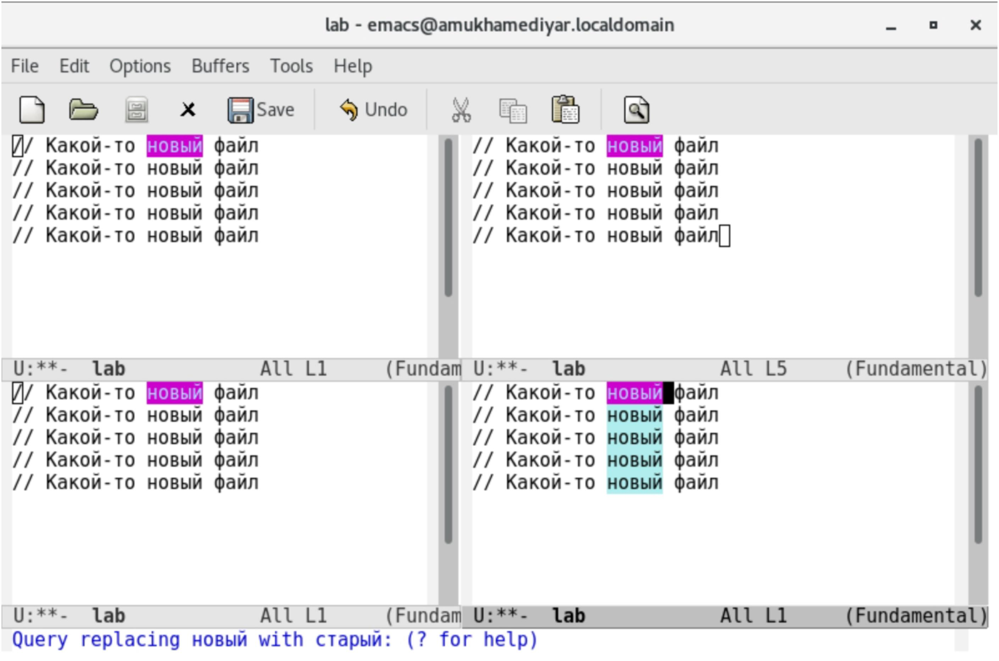 lab - emacs@amukhamediyar.localdomain
File Edit Options Buffers Tools Help
Save Undo
// Какой-то новый файл
// Какой-то новый файл
// Какой-то новый файл
// Какой-то новый файл
// Какой-то новый файл
U:**- lab All L1 (Fundam
// Какой-то новый файл
// Какой-то новый файл
// Какой-то новый файл
// Какой-то новый файл
// Какой-то новый файл
U:**- lab All L5 (Fundamental)
// Какой-то новый файл
// Какой-то новый файл
// Какой-то новый файл
// Какой-то новый файл
// Какой-то новый файл
U:**- lab All L1 (Fundam
// Какой-то новый файл
// Какой-то новый файл
// Какой-то новый файл
// Какой-то новый файл
// Какой-то новый файл
U:**- lab All L1 (Fundamental)
Query replacing новый with старый: (? for help)